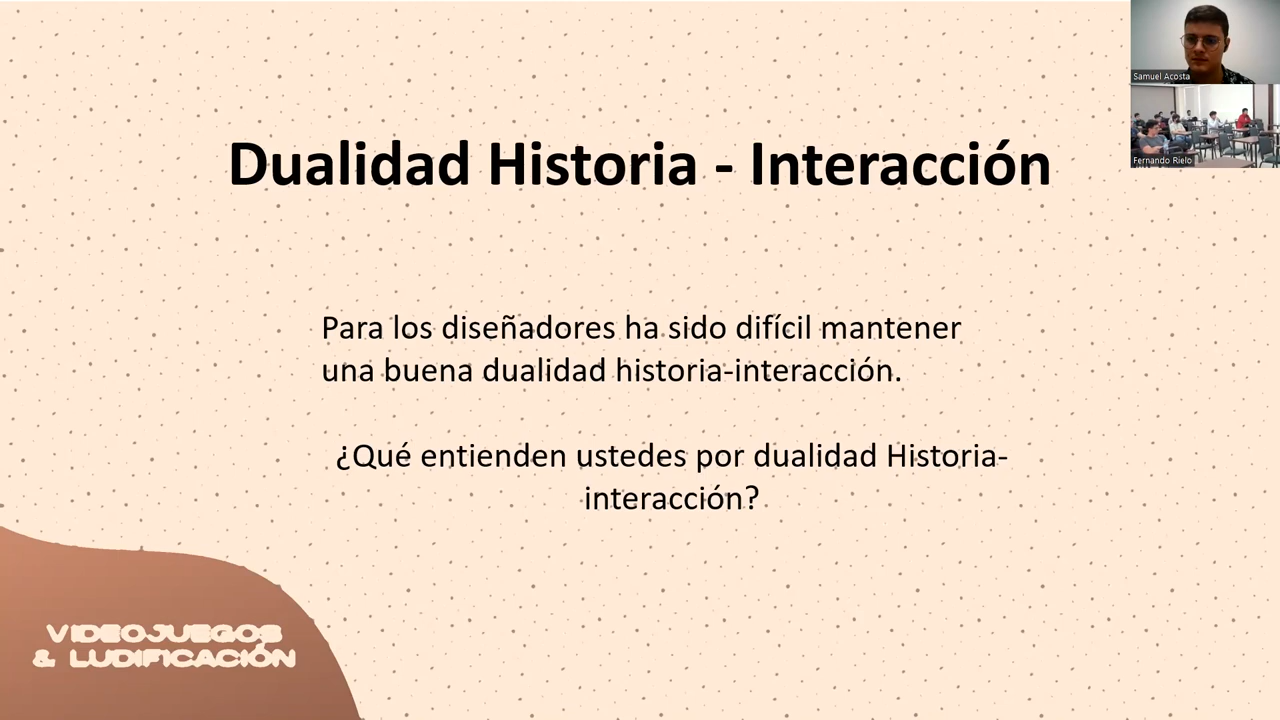 Dualidad Historia - Interacción
Para los diseñadores ha sido difícil mantener
una buena dualidad historia-interacción.
¿Qué entienden ustedes por dualidad Historia-
interacción?
VIDEOJUEGOS
& LUDIFICACIÓN
Samuel Acosta
Fernando Rielo